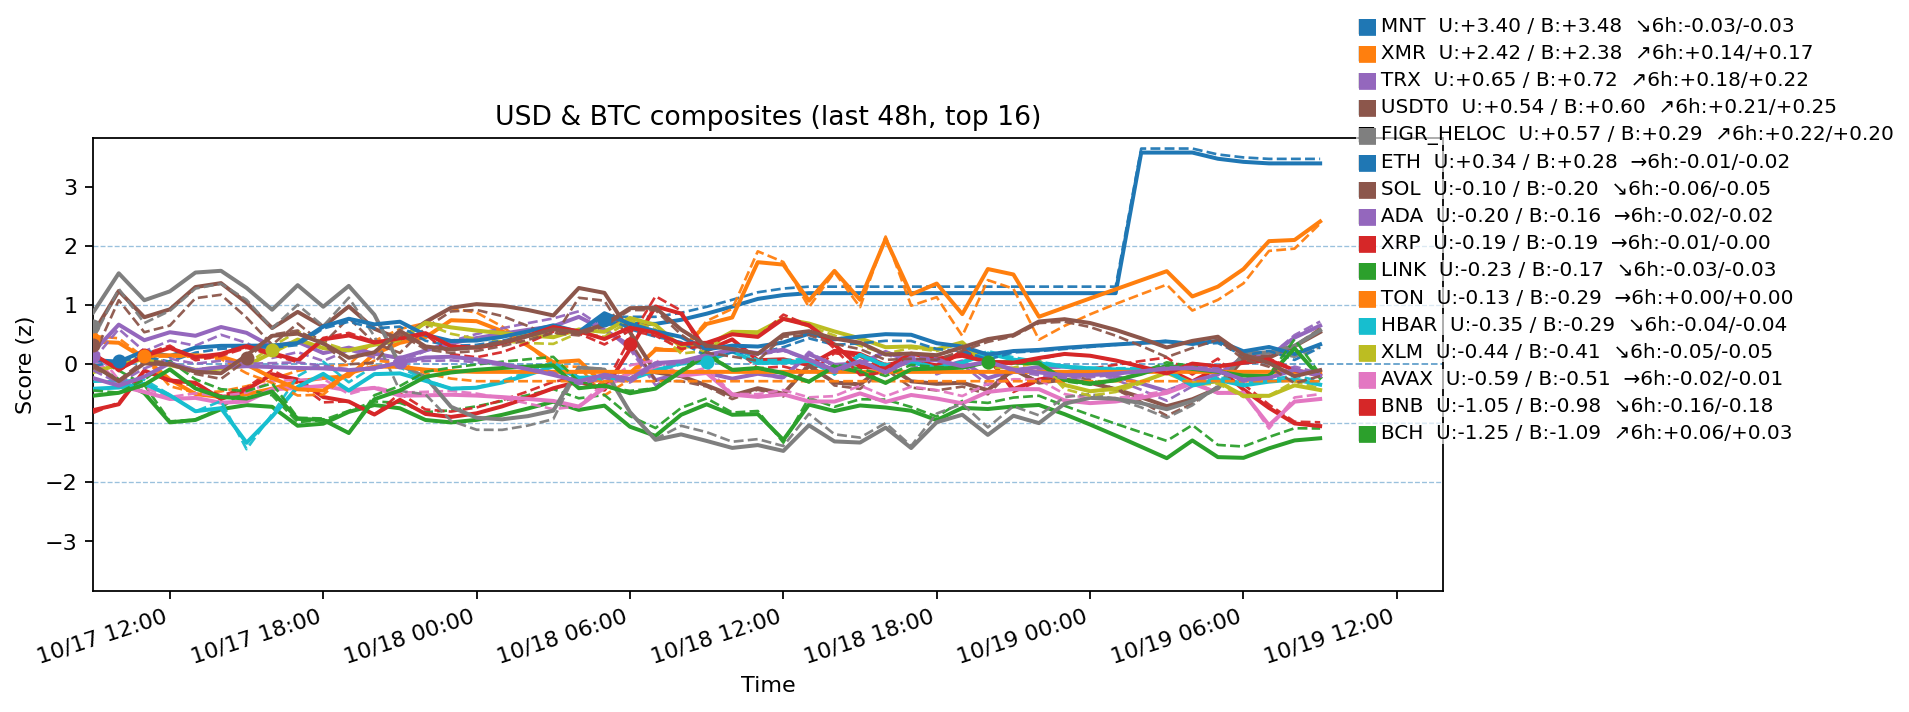 MNT U:+3.40 / B:+3.48 ↘6h:-0.03/-0.03
XMR U:+2.42 / B:+2.38 ↗6h:+0.14/+0.17
TRX U:+0.65 / B:+0.72 ↗6h:+0.18/+0.22
USDT0 U:+0.54 / B:+0.60 ↗6h:+0.21/+0.25
FIGR_HELOC U:+0.57 / B:+0.29 ↗6h:+0.22/+0.20
ETH U:+0.34 / B:+0.28 →6h:-0.01/-0.02
SOL U:-0.10 / B:-0.20 ↘6h:-0.06/-0.05
ADA U:-0.20 / B:-0.16 →6h:-0.02/-0.02
XRP U:-0.19 / B:-0.19 →6h:-0.01/-0.00
LINK U:-0.23 / B:-0.17 ↘6h:-0.03/-0.03
TON U:-0.13 / B:-0.29 →6h:+0.00/+0.00
HBAR U:-0.35 / B:-0.29 ↘6h:-0.04/-0.04
XLM U:-0.44 / B:-0.41 ↘6h:-0.05/-0.05
AVAX U:-0.59 / B:-0.51 →6h:-0.02/-0.01
BNB U:-1.05 / B:-0.98 ↘6h:-0.16/-0.18
BCH U:-1.25 / B:-1.09 ↗6h:+0.06/+0.03
USD & BTC composites (last 48h, top 16)
Score (z)
3
2
1
0
−1
−2
−3
10/17 12:00
10/17 18:00
10/18 00:00
10/18 06:00
10/18 12:00
10/18 18:00
10/19 00:00
10/19 06:00
10/19 12:00
Time